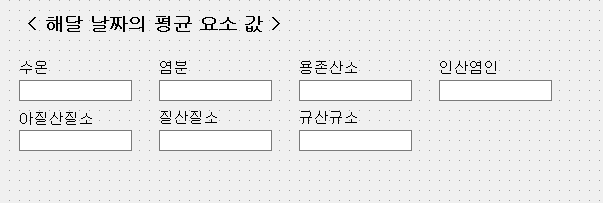 < 해달 날짜의 평균 요소 값 >
수온 염분 용존산소 인산염인
아질산질소 질산질소 규산규소